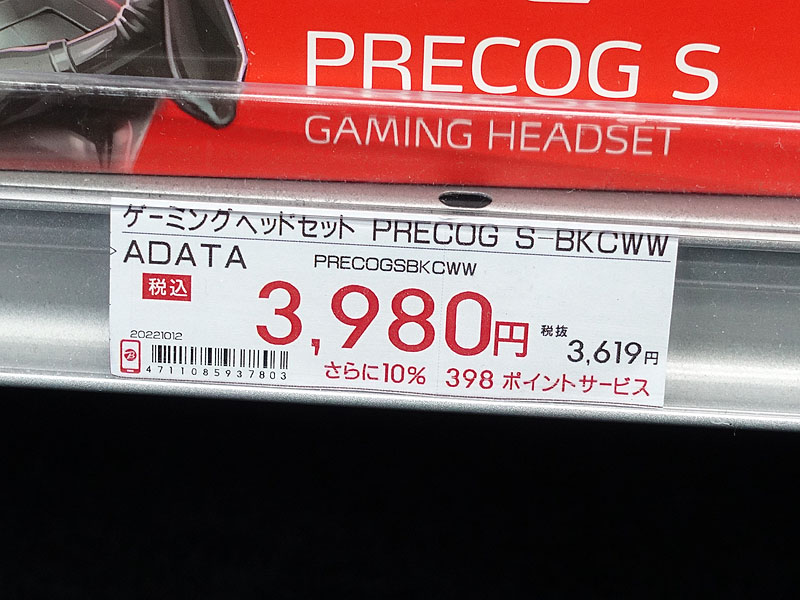 PRECOG S
GAMING HEADSET
ゲーミングヘッドセット PRECOG S-BKCWW
ADATA PRECOGSBKCWW
税込 3,980円 税抜 3,619円
20221012
4711085937803
さらに10% 398 ポイントサービス